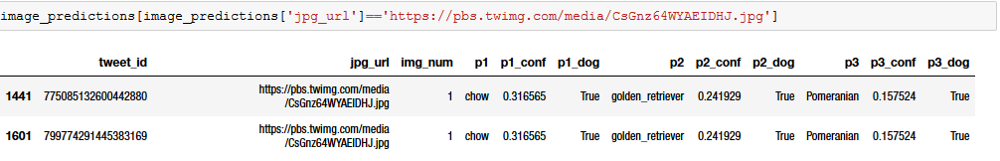 image_predictions[image_predictions['jpg_url']=='https://pbs.twimg.com/media/CsGnz64WYAEIDHJ.jpg']
tweet_id jpg_url img_num p1 p1_conf p1_dog p2 p2_conf p2_dog p3 p3_conf p3_dog
1441 775085132600442880 https://pbs.twimg.com/media 1 chow 0.316565 True golden_retriever 0.241929 True Pomeranian 0.157524 True
/CsGnz64WYAEIDHJ.jpg
1601 799774291445383169 https://pbs.twimg.com/media 1 chow 0.316565 True golden_retriever 0.241929 True Pomeranian 0.157524 True
/CsGnz64WYAEIDHJ.jpg